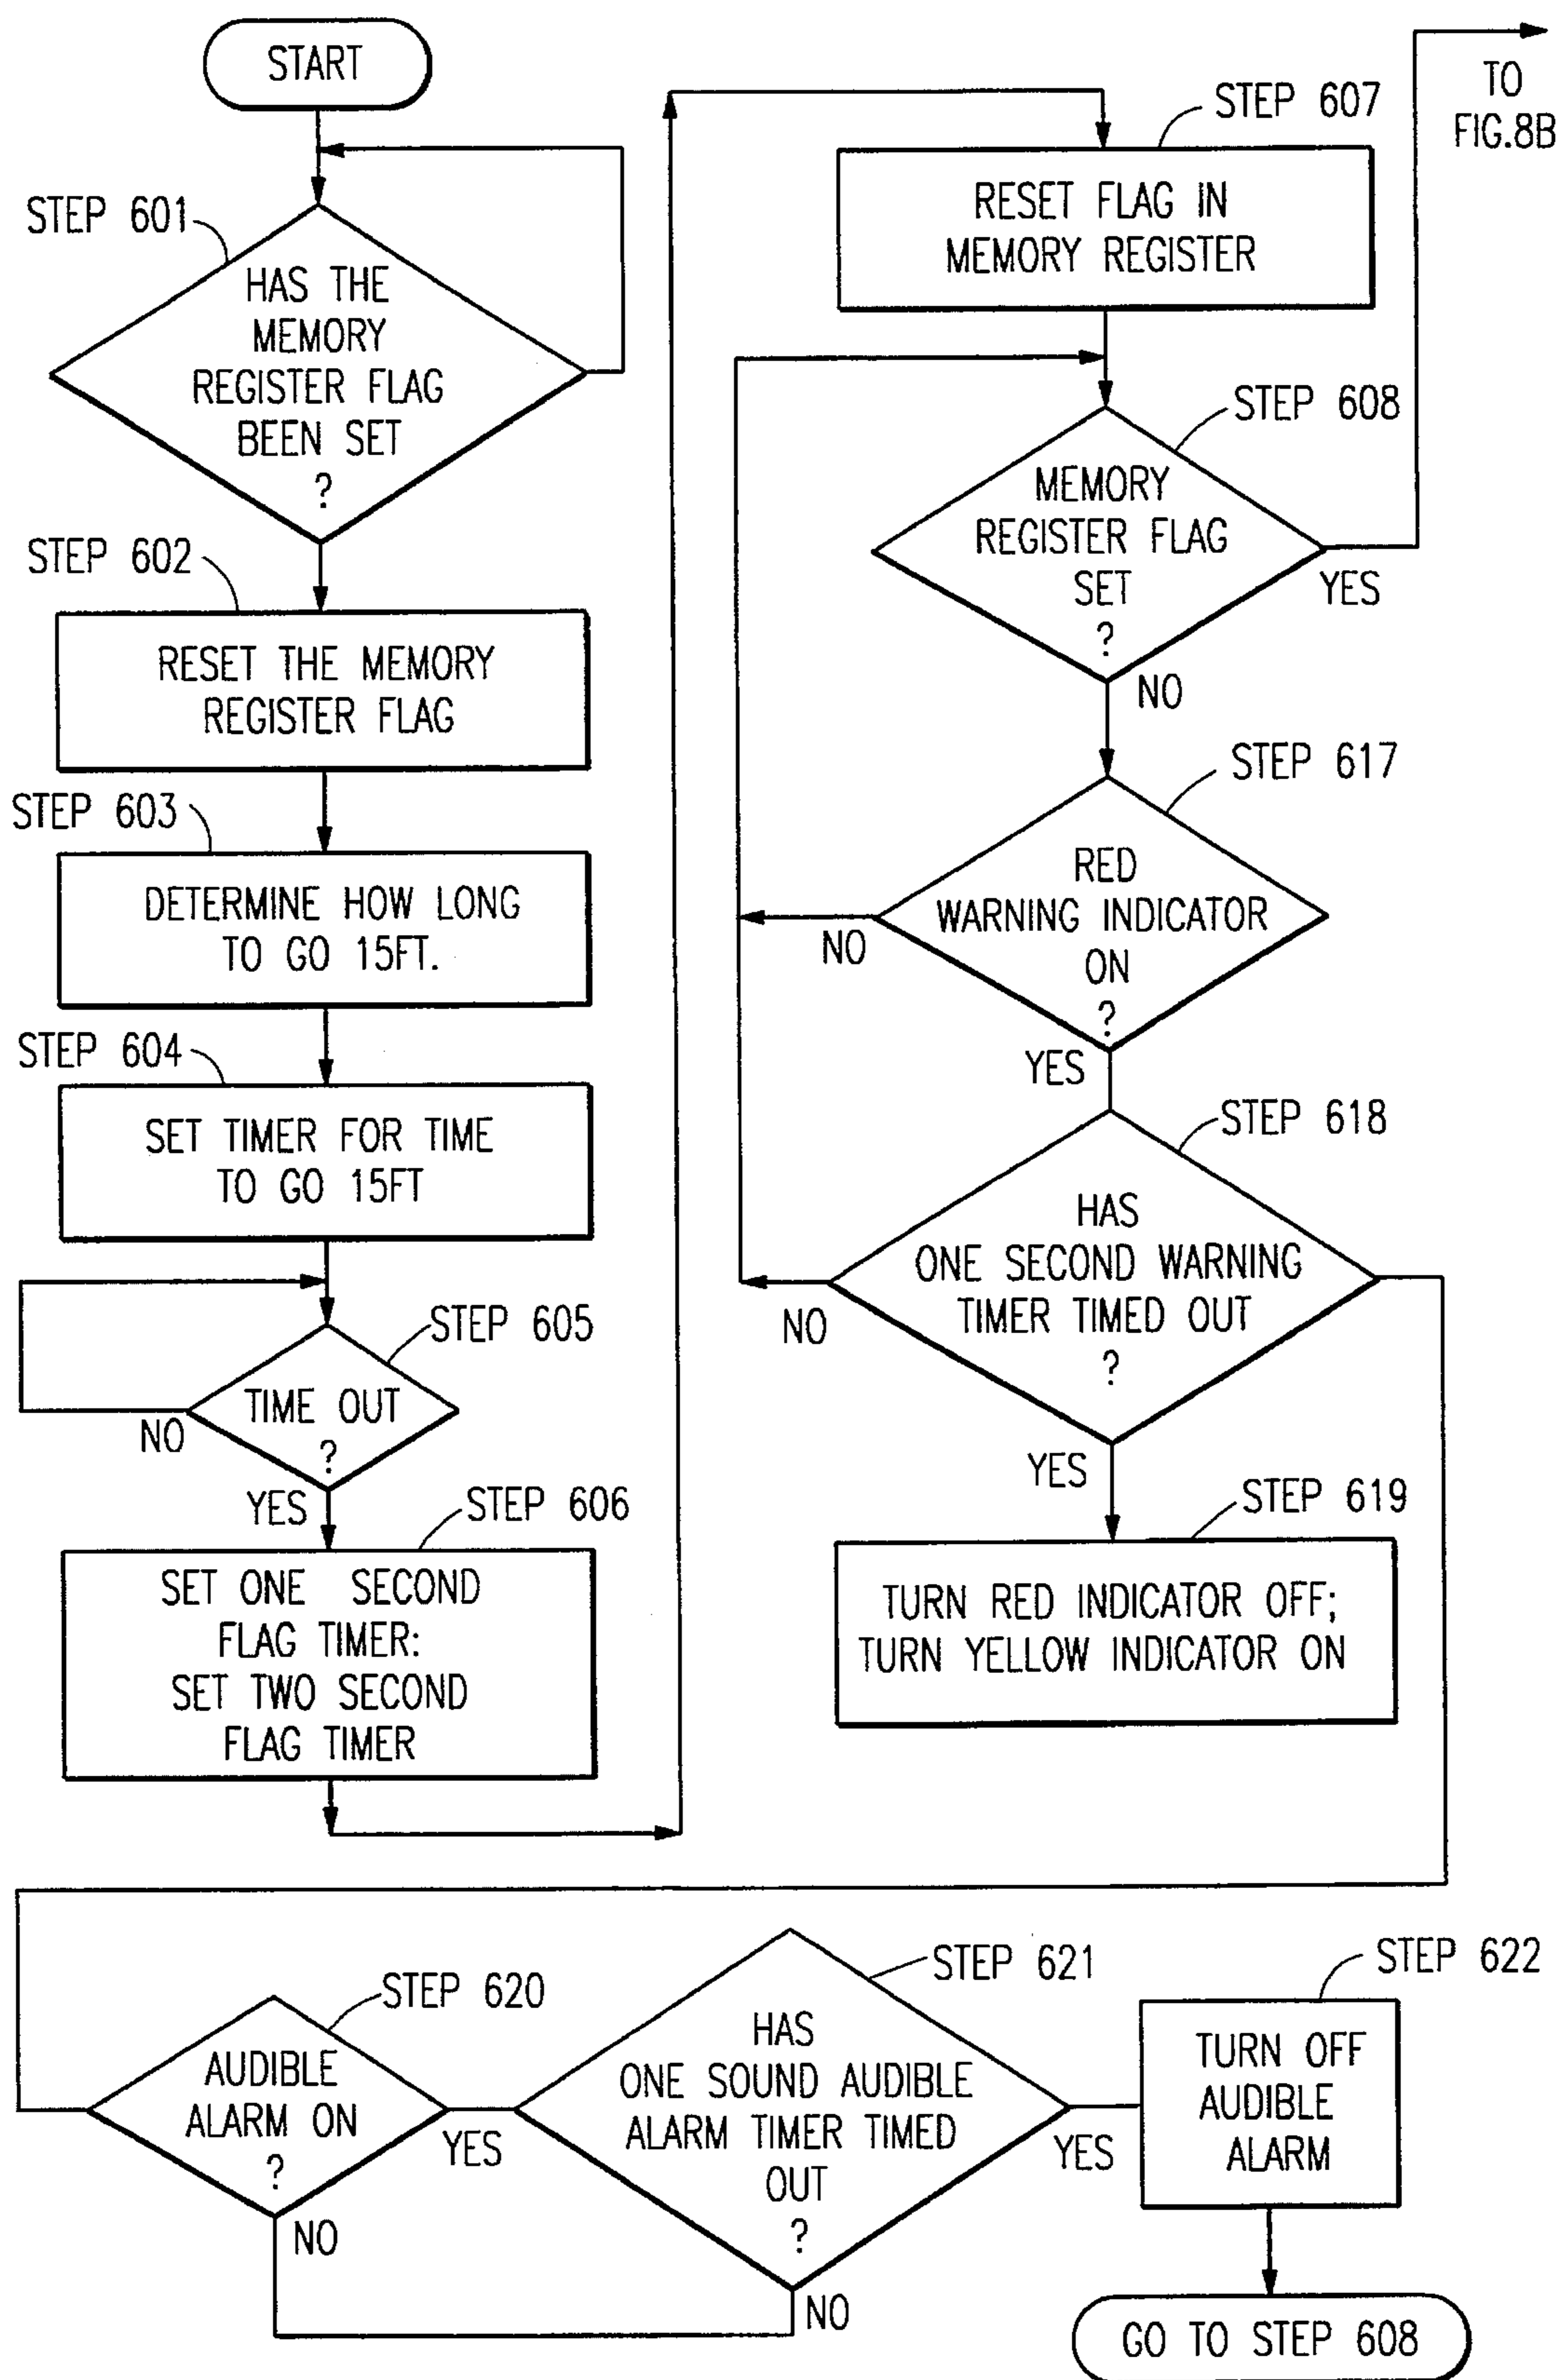 START
STEP 601
HAS THE
MEMORY
REGISTER FLAG
BEEN SET
?
STEP 602
RESET THE MEMORY
REGISTER FLAG
STEP 603
DETERMINE HOW LONG
TO GO 15FT.
STEP 604
SET TIMER FOR TIME
TO GO 15FT
STEP 605
TIME OUT
?
NO
YES
STEP 606
SET ONE SECOND
FLAG TIMER:
SET TWO SECOND
FLAG TIMER
TO
FIG.8B
STEP 607
RESET FLAG IN
MEMORY REGISTER
STEP 608
MEMORY
REGISTER FLAG
SET
?
YES
NO
STEP 617
RED
WARNING INDICATOR
ON
?
NO
YES
STEP 618
HAS
ONE SECOND WARNING
TIMER TIMED OUT
?
NO
YES
STEP 619
TURN RED INDICATOR OFF;
TURN YELLOW INDICATOR ON
STEP 620
AUDIBLE
ALARM ON
?
YES
NO
STEP 621
HAS
ONE SOUND AUDIBLE
ALARM TIMER TIMED
OUT
?
YES
NO
STEP 622
TURN OFF
AUDIBLE
ALARM
GO TO STEP 608